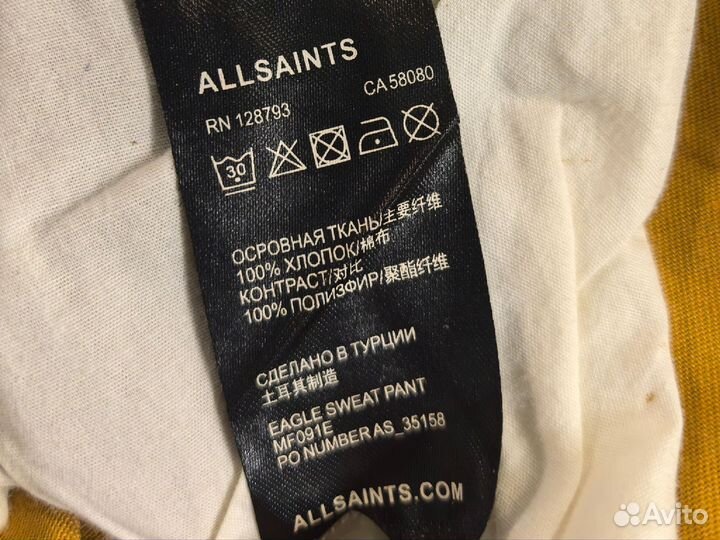 ALLSAINTS
RN 128793 CA 58080
30
ОСРОВНАЯ ТКАНЬ/主要纤维
100% ХЛОПОК/棉布
КОНТРАСТ/对比
100% ПОЛИЭФИР/聚酯纤维
СДЕЛАНО В ТУРЦИИ
土耳其制造
EAGLE SWEAT PANT
MF091E
PO NUMBERAS_35158
ALLSAINTS.COM
Avito